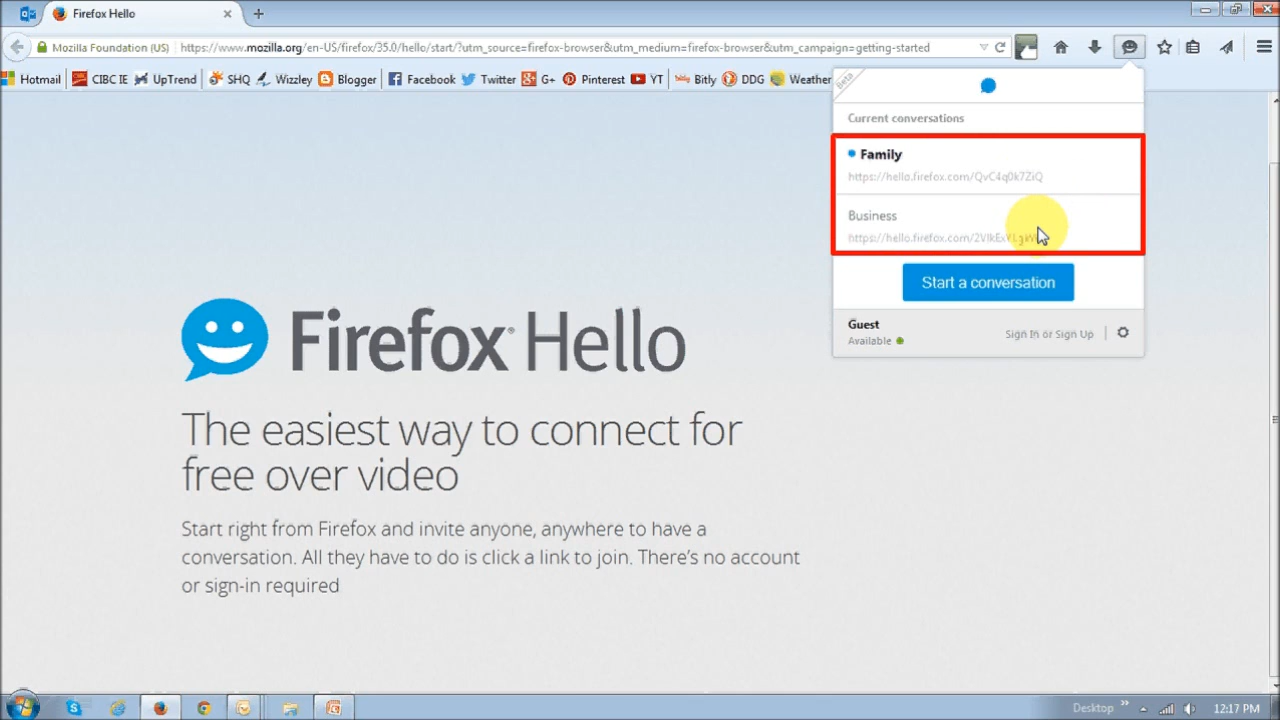 Firefox Hello
Mozilla Foundation (US)
https://www.mozilla.org/en-US/firefox/35.0/hello/start/?utm_source=firefox-browser&utm_medium=firefox-browser&utm_campaign=getting-started
Hotmail CIBC IE UpTrend SHQ Wizzley Blogger Facebook Twitter G+ Pinterest YT Bitly DDG Weather
Beta
Current conversations
Family
https://hello.firefox.com/QvC4q0k7ZiQ
Business
Start a conversation
Guest
Available
Sign In or Sign Up
Firefox® Hello
The easiest way to connect for
free over video
Start right from Firefox and invite anyone, anywhere to have a
conversation. All they have to do is click a link to join. There's no account
or sign-in required
Desktop
12:17 PM